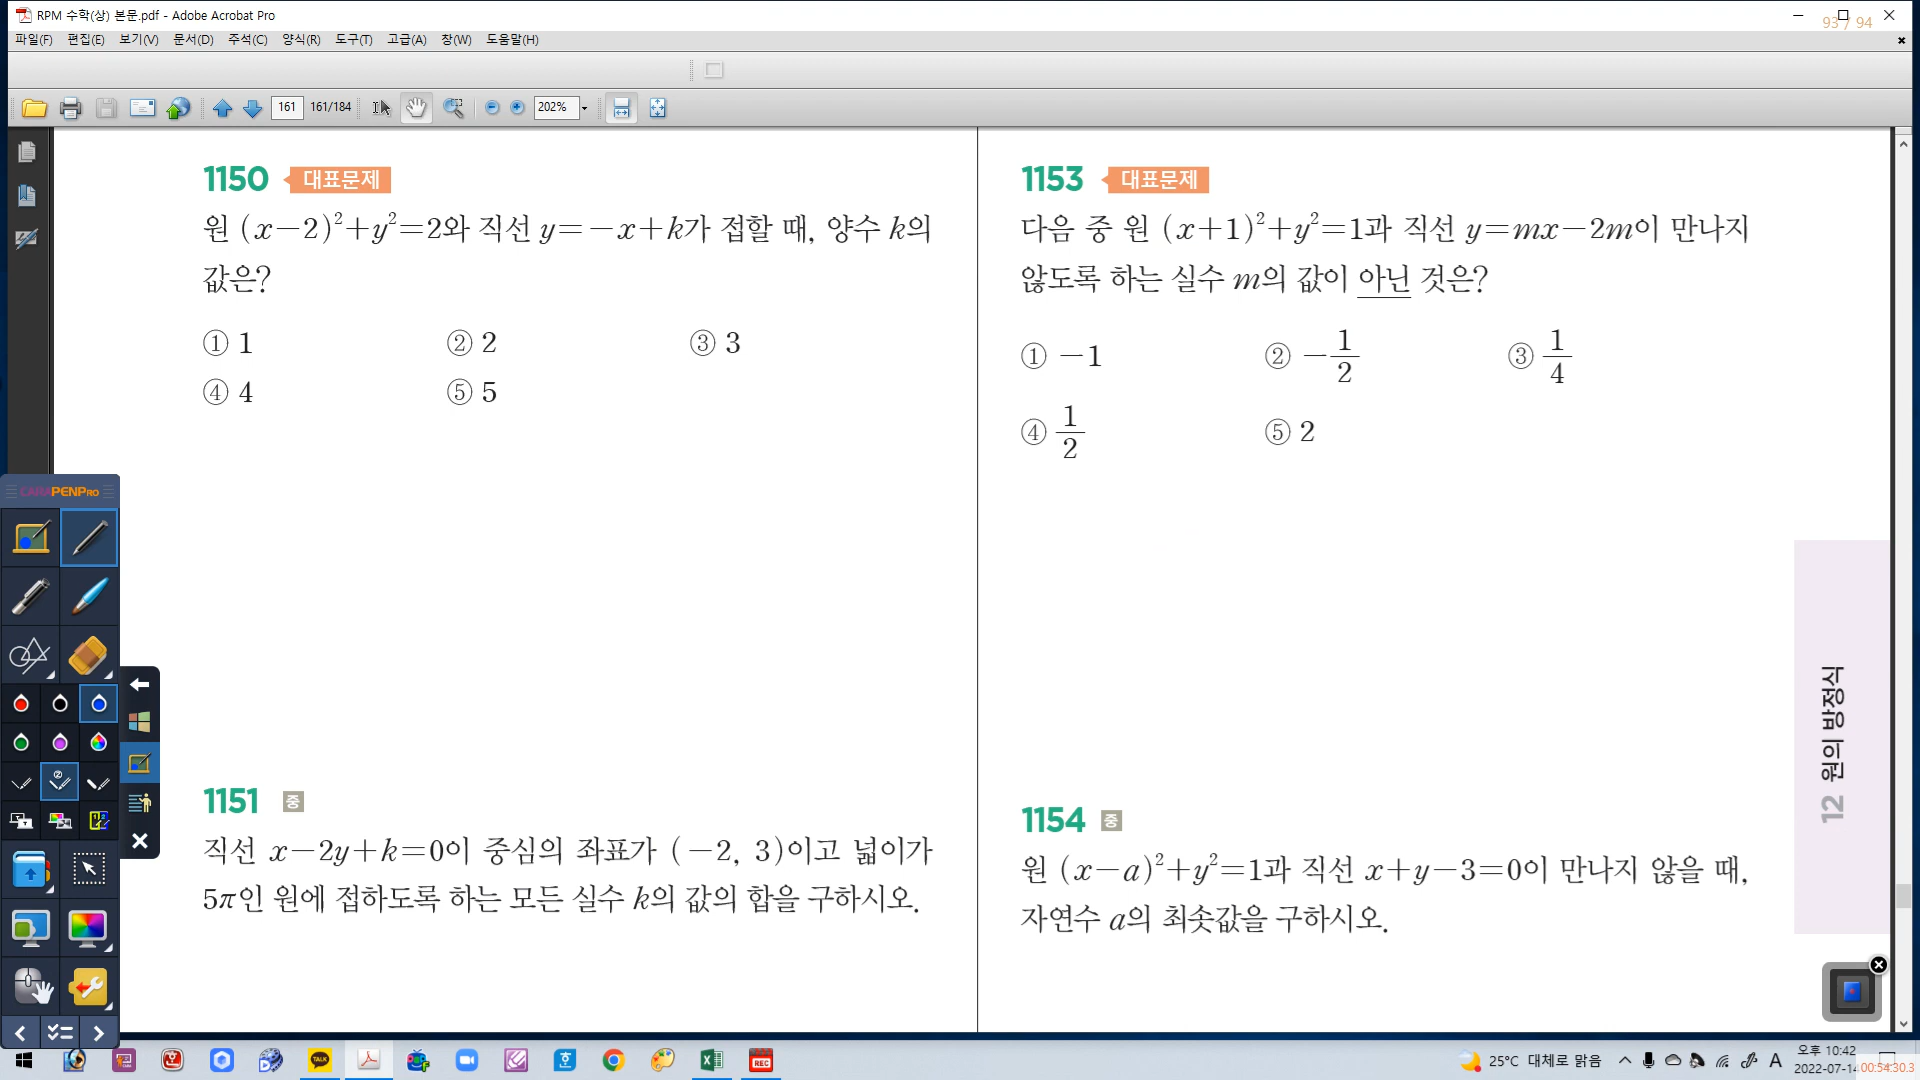 RPM 수학(상) 본문.pdf - Adobe Acrobat Pro
93 / 94
파일(F) 편집(E) 보기(V) 문서(D) 주석(C) 양식(R) 도구(T) 고급(A) 창(W) 도움말(H)
161 161/184 202%
1150 대표문제
원 (x-2)²+y²=2와 직선 y=-x+k가 접할 때, 양수 k의
값은?
① 1 ② 2 ③ 3
④ 4 ⑤ 5
1151 중
직선 x-2y+k=0이 중심의 좌표가 (-2, 3)이고 넓이가
5π인 원에 접하도록 하는 모든 실수 k의 값의 합을 구하시오.
1153 대표문제
다음 중 원 (x+1)²+y²=1과 직선 y=mx-2m이 만나지
않도록 하는 실수 m의 값이 아닌 것은?
① -1 ② -1/2 ③ 1/4
④ 1/2 ⑤ 2
1154 중
원 (x-a)²+y²=1과 직선 x+y-3=0이 만나지 않을 때,
자연수 a의 최솟값을 구하시오.
12 원의 방정식
CARAPENPRO
TALK
REC
25°C 대체로 맑음
A
오후 10:42
2022-07-14
00:54:30.3